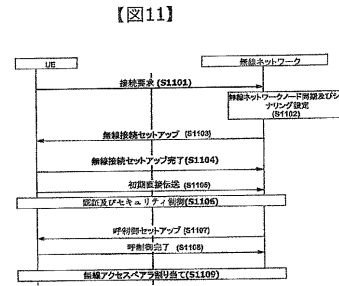 【図11】
UE
無線ネットワーク
接続要求 (S1101)
無線ネットワークノード同期及びシ
ナリング設定
(S1102)
無線接続セットアップ (S1103)
無線接続セットアップ完了 (S1104)
初期直接伝送 (S1105)
認証及びセキュリティ制御 (S1106)
呼制御セットアップ (S1107)
呼制御完了 (S1108)
無線アクセスベアラ割り当て (S1109)